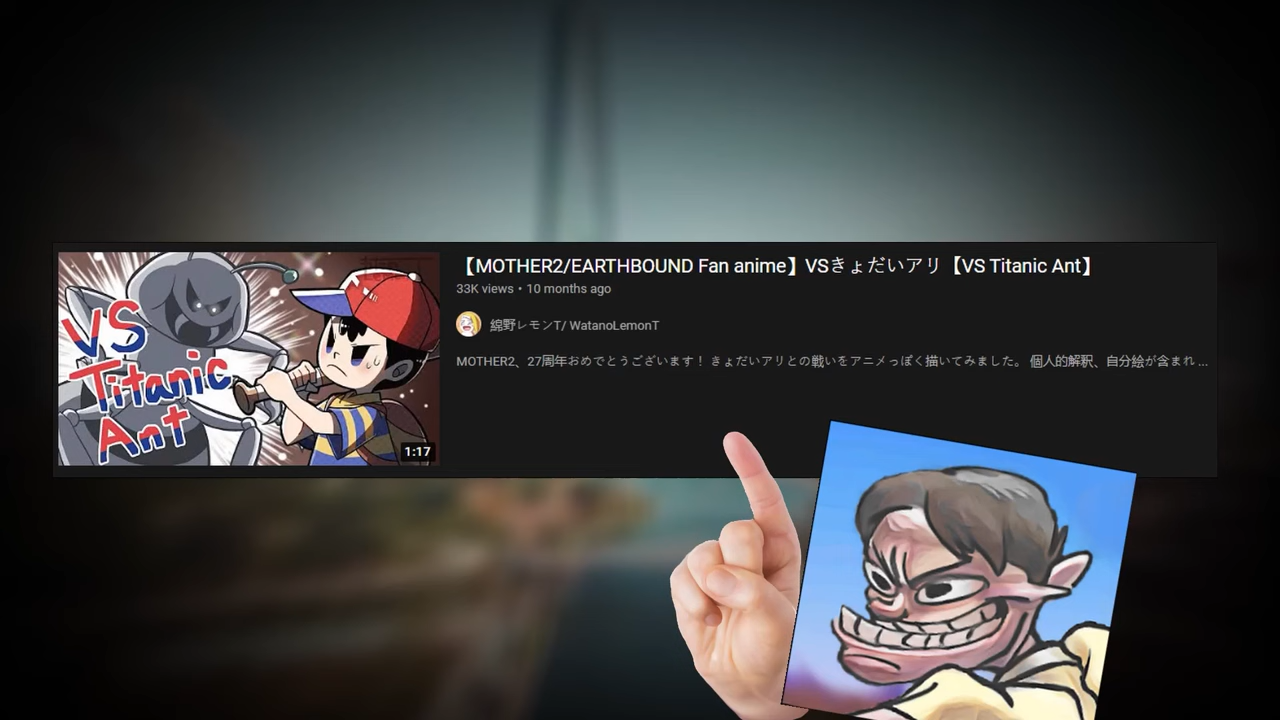 VS
Titanic
Ant
1:17
【MOTHER2/EARTHBOUND Fan anime】VSきょだいアリ【VS Titanic Ant】
33K views • 10 months ago
綿野レモンT/ WatanoLemonT
MOTHER2、27周年おめでとうございます！ きょだいアリとの戦いをアニメっぽく描いてみました。 個人的解釈、自分絵が含まれ ...